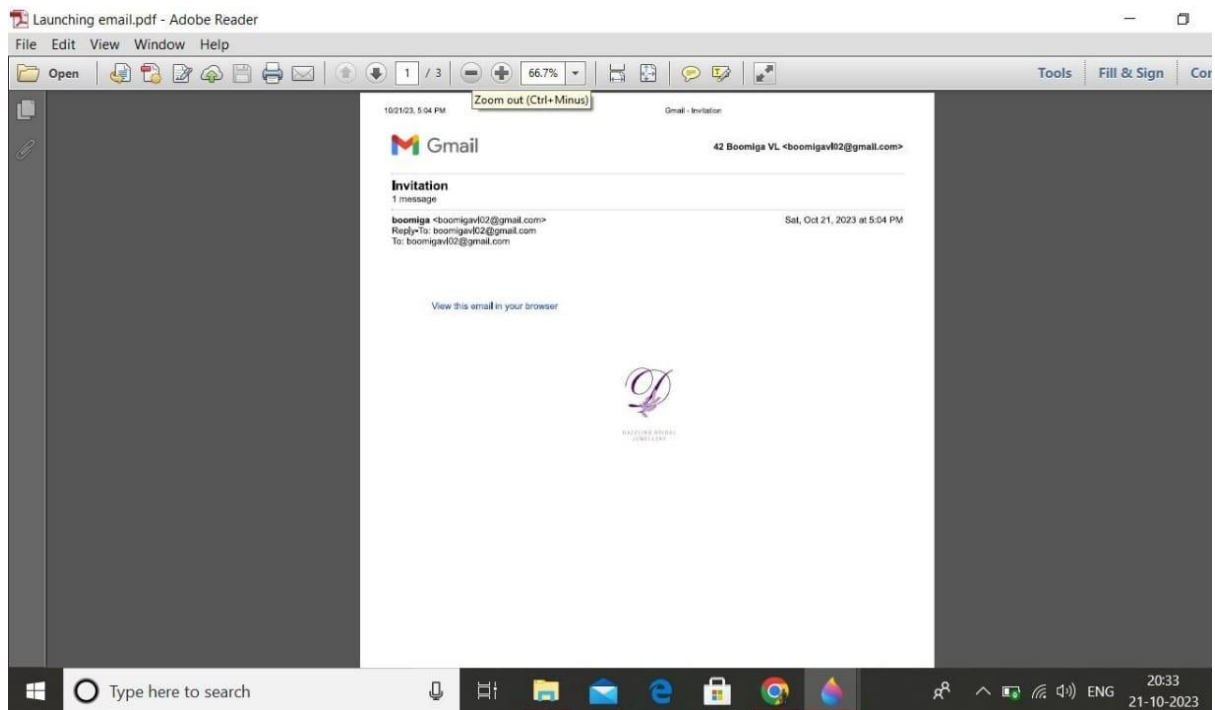 Launching email.pdf - Adobe Reader
File Edit View Window Help
Open 1 / 3 66.7% Tools Fill & Sign Cor
Zoom out (Ctrl+Minus)
10/21/23, 5:04 PM Gmail - Invitation
Gmail 42 Boomiga VL <boomigavl02@gmail.com>
Invitation
1 message
boomiga <boomigavl02@gmail.com> Sat, Oct 21, 2023 at 5:04 PM
Reply-To: boomigavl02@gmail.com
To: boomigavl02@gmail.com
View this email in your browser
D
DAZZLING BRIDAL
JEWELLERY
Type here to search ENG 20:33
21-10-2023